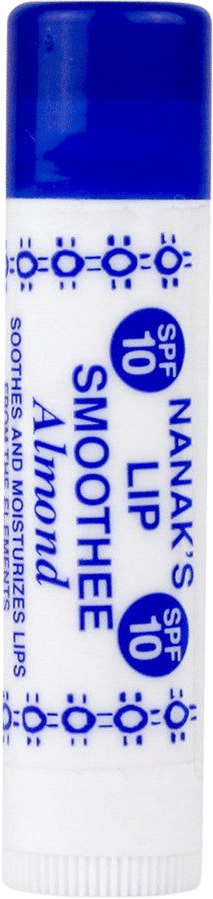 SPF
10
NANAK'S
LIP
SPF
10
SMOOTHEE
Almond
SOOTHES AND MOISTURIZES LIPS
FROM THE ELEMENTS